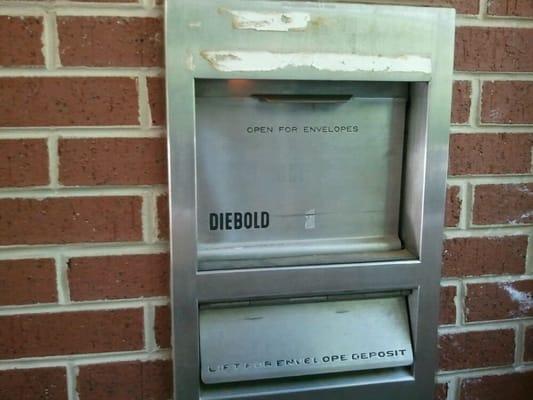 OPEN FOR ENVELOPES
DIEBOLD
LIFT FOR ENVELOPE DEPOSIT